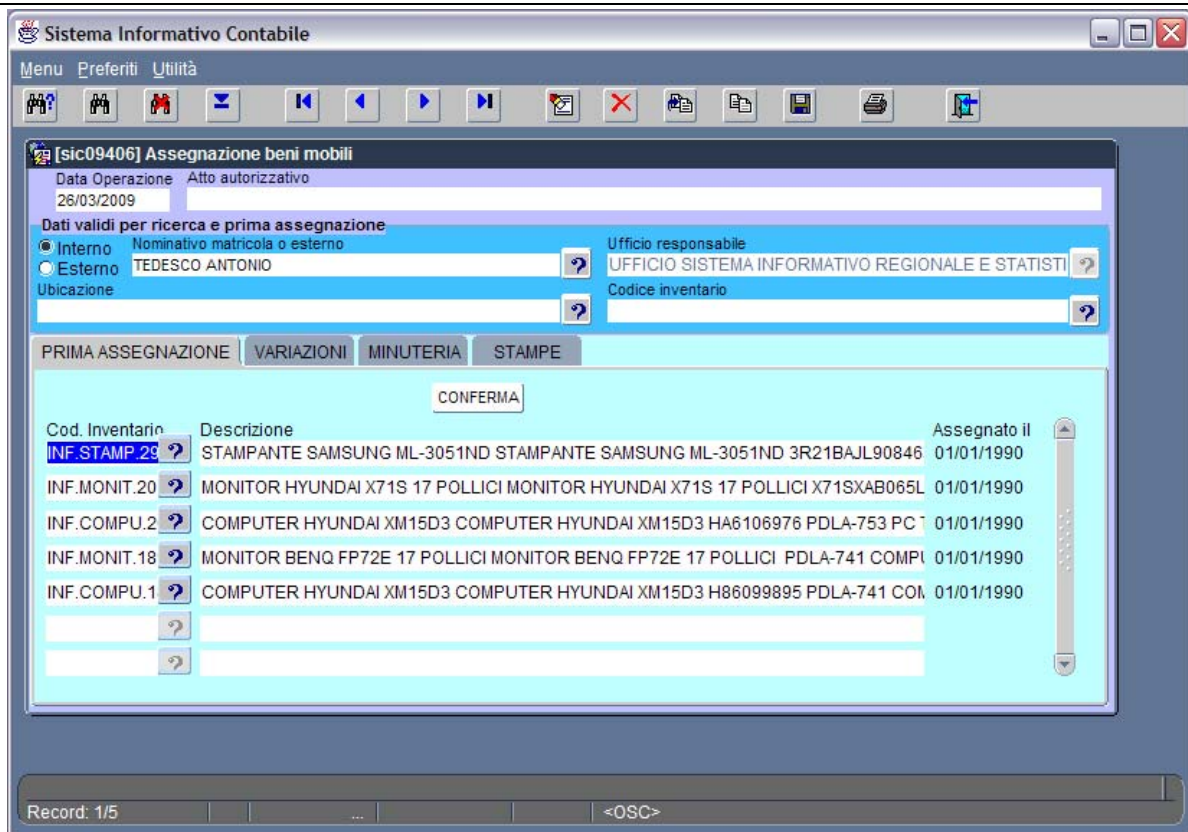 Sistema Informativo Contabile
Menu Preferiti Utilità
[sic09406] Assegnazione beni mobili
Data Operazione Atto autorizzativo
26/03/2009
Dati validi per ricerca e prima assegnazione
Interno Nominativo matricola o esterno Ufficio responsabile
Esterno TEDESCO ANTONIO UFFICIO SISTEMA INFORMATIVO REGIONALE E STATISTI
Ubicazione Codice inventario
PRIMA ASSEGNAZIONE VARIAZIONI MINUTERIA STAMPE
CONFERMA
Cod. Inventario Descrizione Assegnato il
INF.STAMP.29 STAMPANTE SAMSUNG ML-3051ND STAMPANTE SAMSUNG ML-3051ND 3R21BAJL90846 01/01/1990
INF.MONIT.20 MONITOR HYUNDAI X71S 17 POLLICI MONITOR HYUNDAI X71S 17 POLLICI X71SXAB065L 01/01/1990
INF.COMPU.2 COMPUTER HYUNDAI XM15D3 COMPUTER HYUNDAI XM15D3 HA6106976 PDLA-753 PC 01/01/1990
INF.MONIT.18 MONITOR BENQ FP72E 17 POLLICI MONITOR BENQ FP72E 17 POLLICI PDLA-741 COMPU 01/01/1990
INF.COMPU.1 COMPUTER HYUNDAI XM15D3 COMPUTER HYUNDAI XM15D3 H86099895 PDLA-741 COM 01/01/1990
Record: 1/5 ... <OSC>